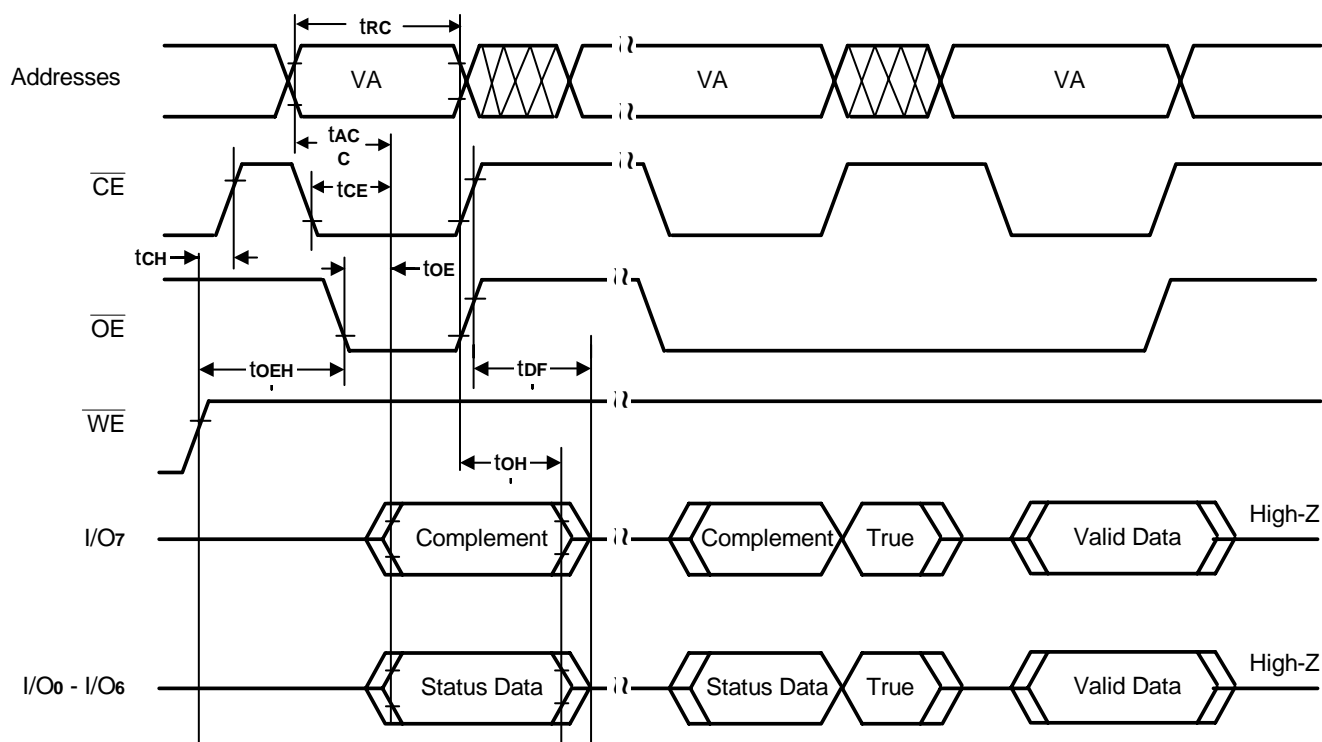 tRC
Addresses
VA
VA
VA
tAC
C
CE
tCE
tCH
tOE
OE
tOEH
tDF
WE
tOH
I/O7
Complement
Complement
True
Valid Data
High-Z
I/O0 - I/O6
Status Data
Status Data
True
Valid Data
High-Z